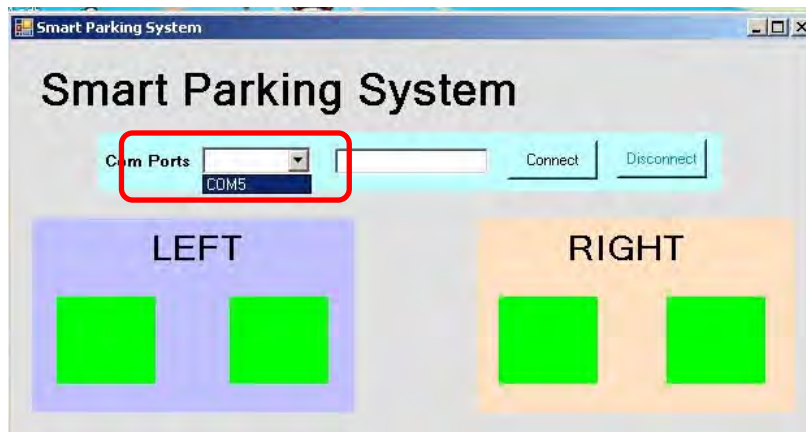 Smart Parking System
Smart Parking System
Com Ports
Connect
Disconnect
COM5
LEFT
RIGHT